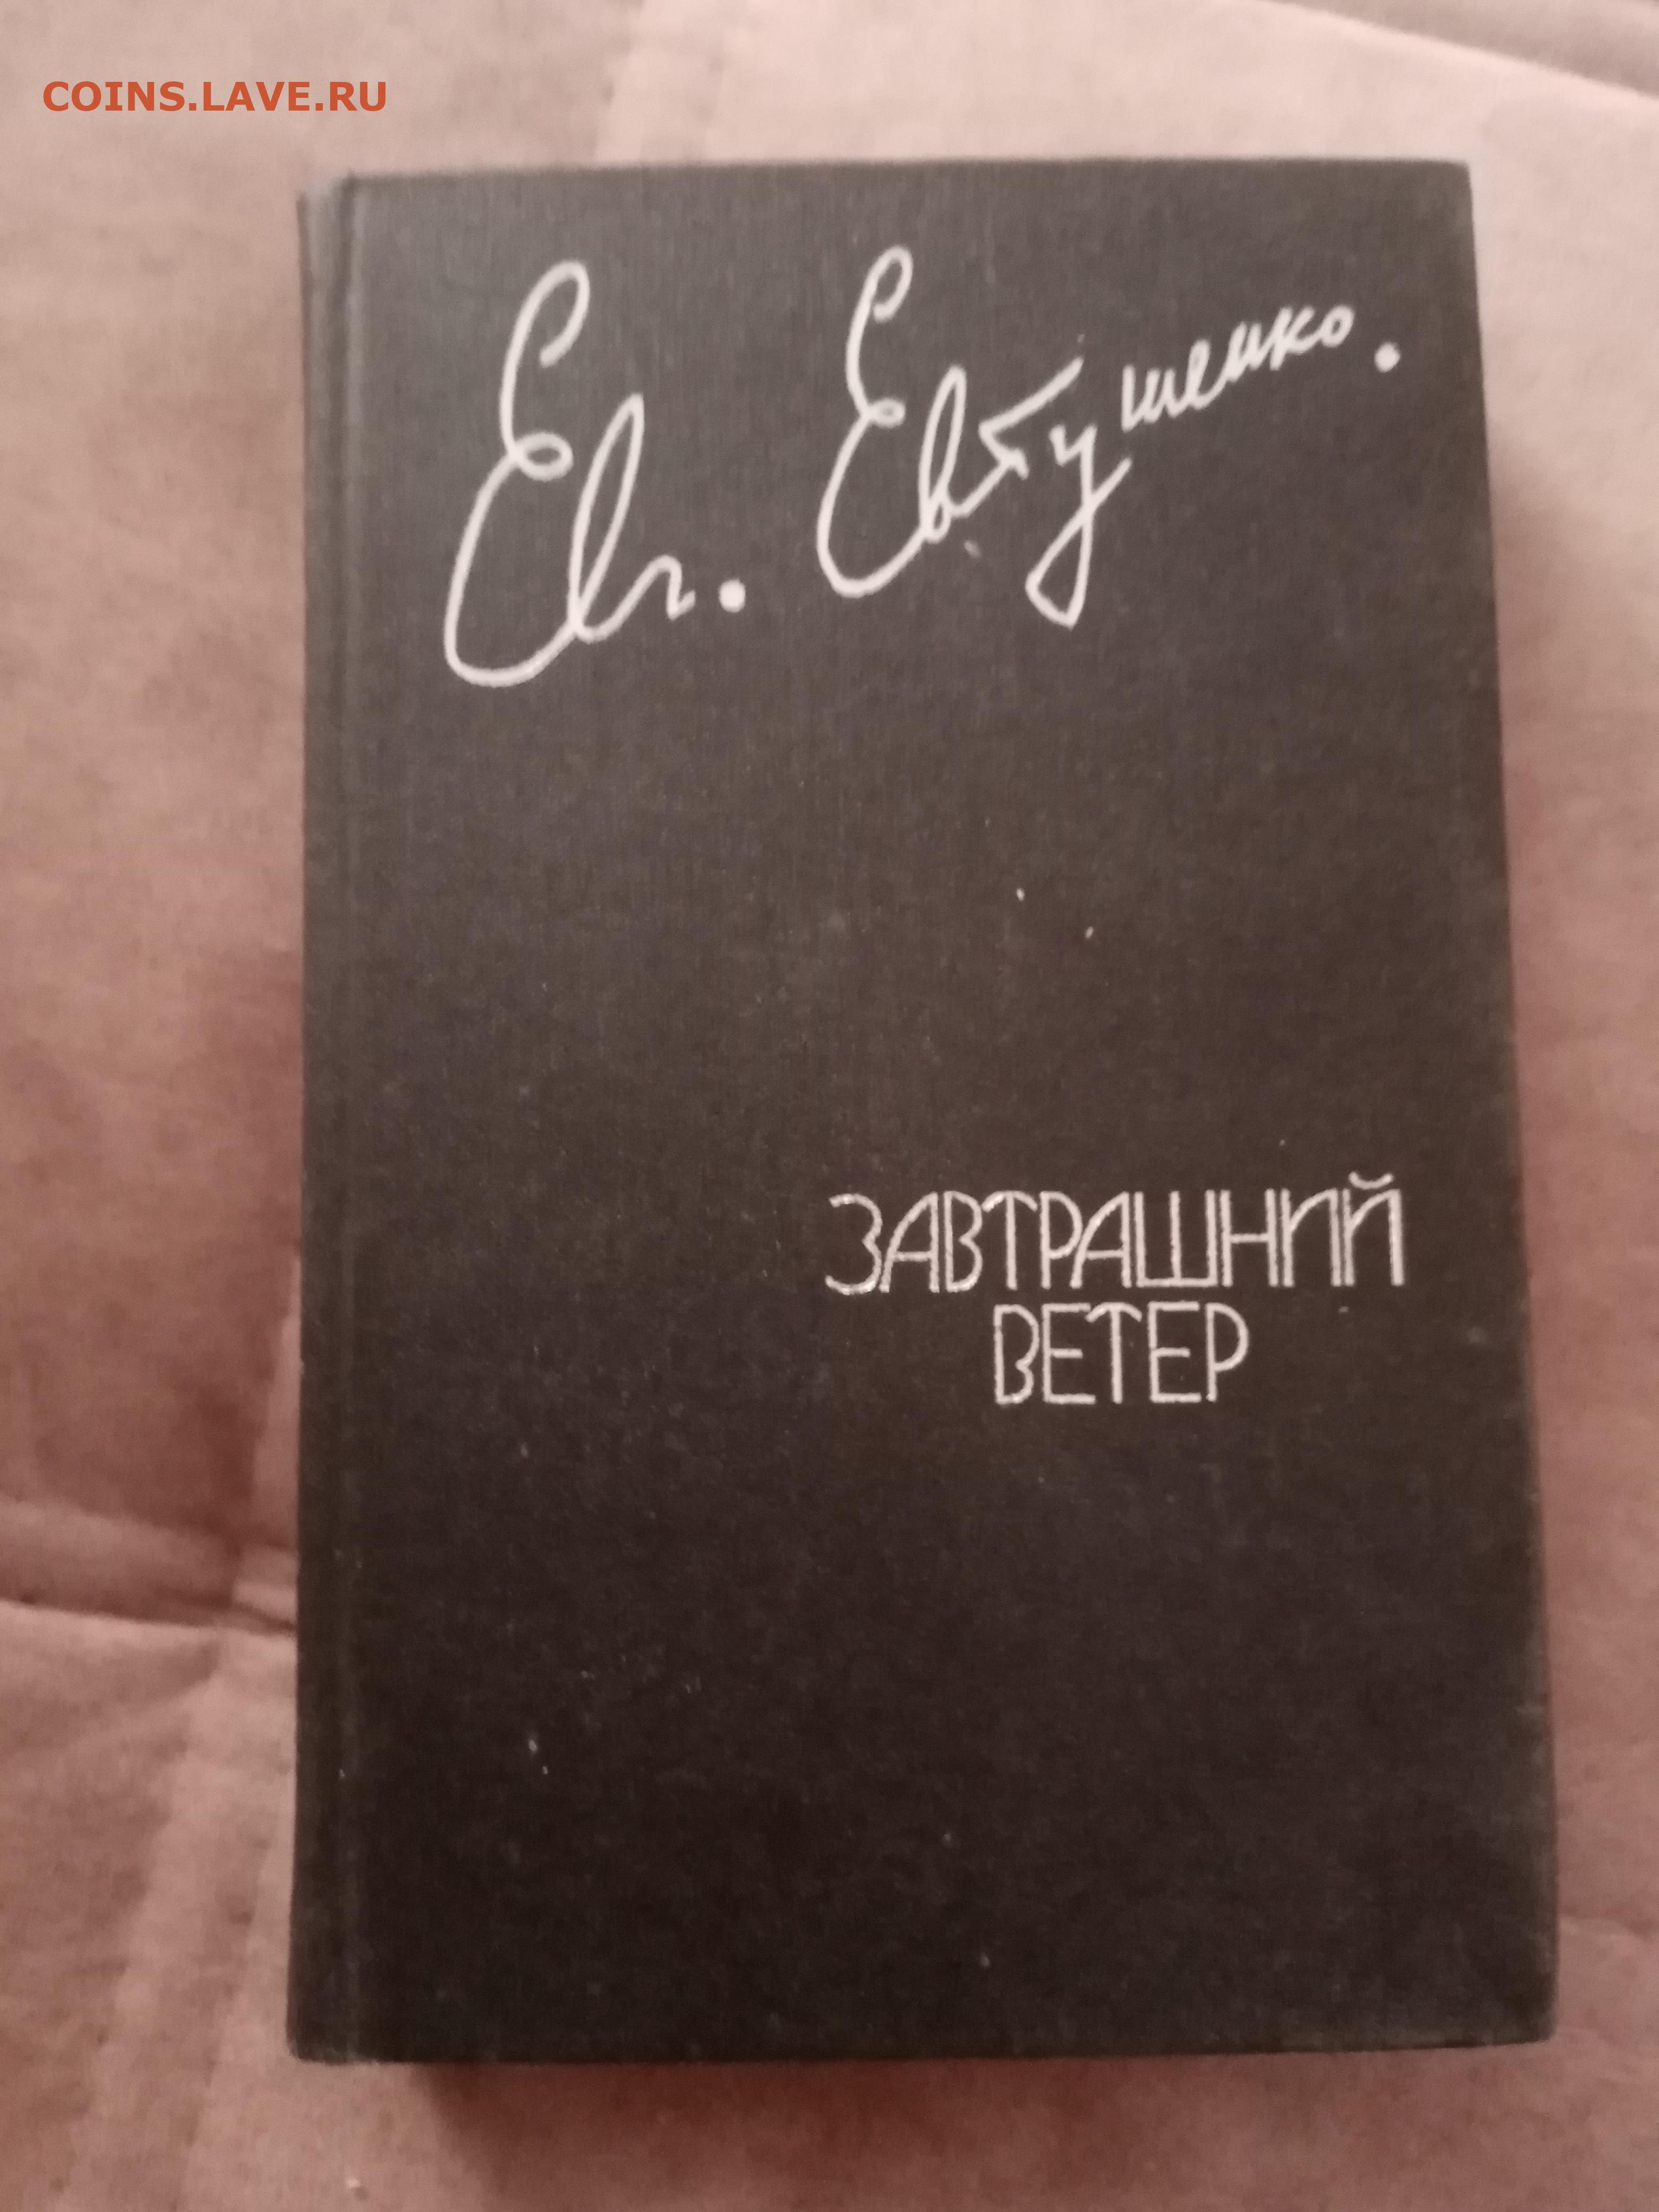 COINS.LAVE.RU
Евг. Евтушенко.
ЗАВТРАШНИЙ
ВЕТЕР